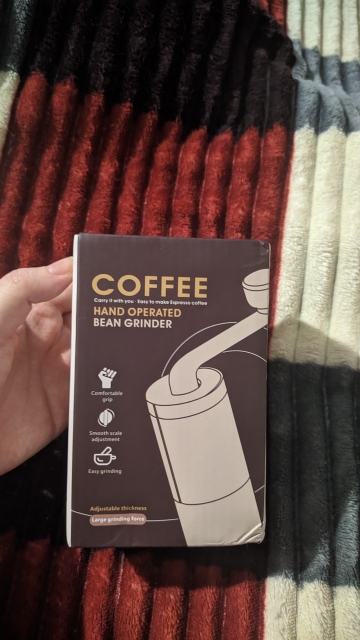 COFFEE
Carry it with you · Easy to make Espresso coffee
HAND OPERATED
BEAN GRINDER
Comfortable
grip
Smooth scale
adjustment
Easy grinding
Adjustable thickness
Large grinding force